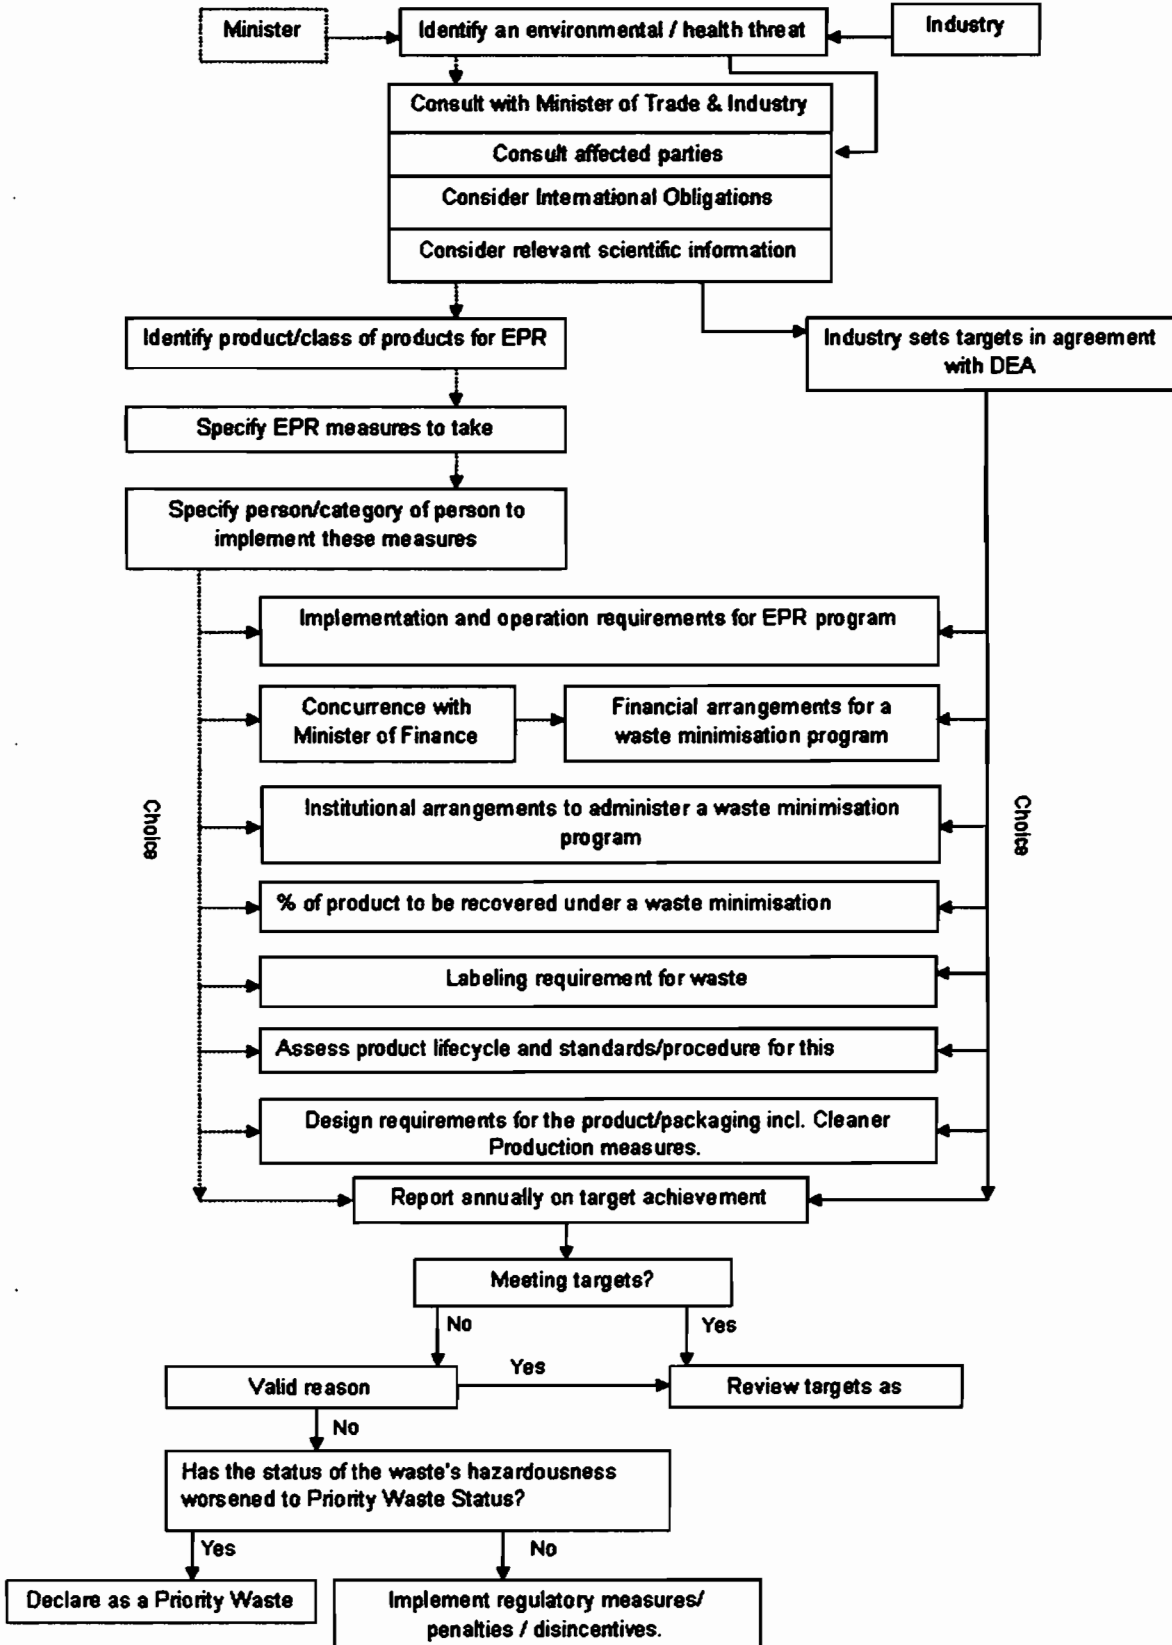 Minister
Identify an environmental / health threat
Industry
Consult with Minister of Trade & Industry
Consult affected parties
Consider International Obligations
Consider relevant scientific information
Identify product/class of products for EPR
Industry sets targets in agreement
with DEA
Specify EPR measures to take
Specify person/category of person to
implement these measures
Implementation and operation requirements for EPR program
Concurrence with
Minister of Finance
Financial arrangements for a
waste minimisation program
Choice
Choice
Institutional arrangements to administer a waste minimisation
program
% of product to be recovered under a waste minimisation
Labeling requirement for waste
Assess product lifecycle and standards/procedure for this
Design requirements for the product/packaging incl. Cleaner
Production measures.
Report annually on target achievement
Meeting targets?
No
Yes
Valid reason
Yes
Review targets as
No
Has the status of the waste's hazardousness
worsened to Priority Waste Status?
Yes
No
Declare as a Priority Waste
Implement regulatory measures/
penalties / disincentives.